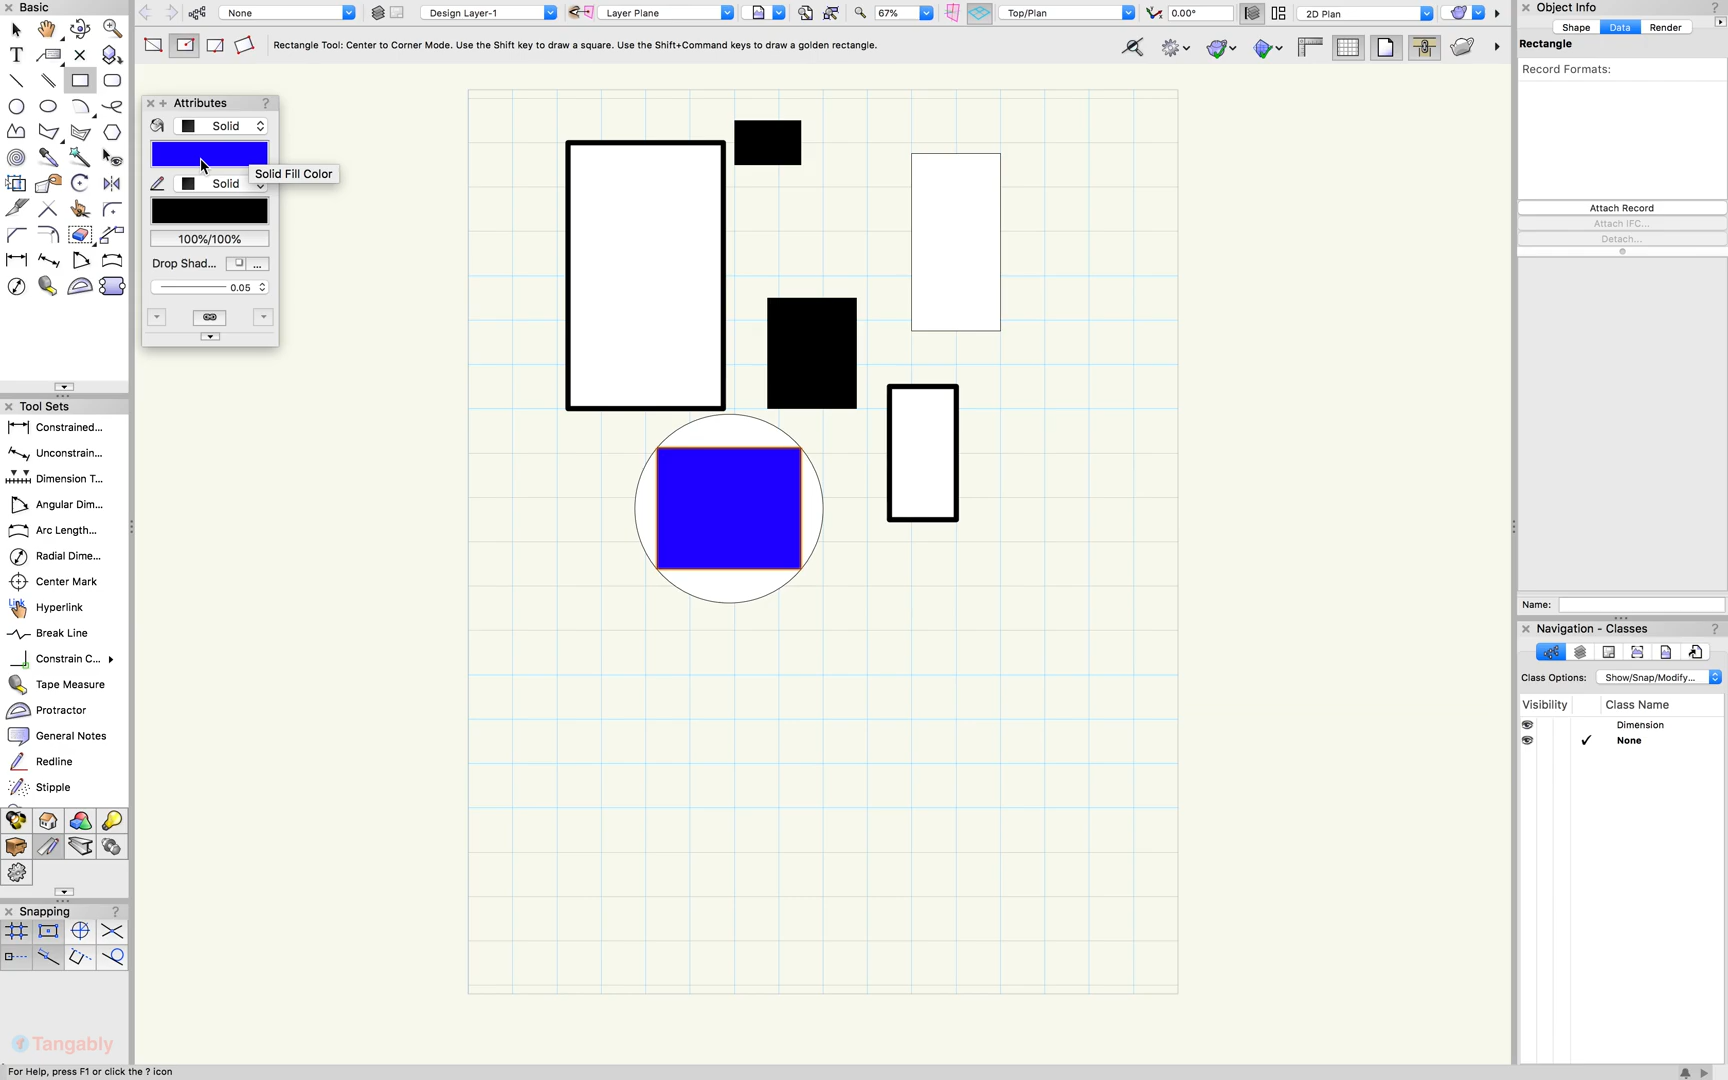 Basic
None
Design Layer-1
Layer Plane
67%
Top/Plan
0.00°
2D Plan
Object Info
?
Rectangle Tool: Center to Corner Mode. Use the Shift key to draw a square. Use the Shift+Command keys to draw a golden rectangle.
Shape
Data
Render
Rectangle
Record Formats:
Attributes
?
Solid
Solid Fill Color
Solid
100%/100%
Drop Shad...
...
0.05
Attach Record
Attach IFC...
Detach...
Tool Sets
Constrained...
Unconstrain...
Dimension T...
Angular Dim...
Arc Length...
Radial Dime...
Center Mark
Link
Hyperlink
Break Line
Constrain C...
Tape Measure
Protractor
General Notes
Redline
Stipple
Name:
Navigation - Classes
?
Class Options:
Show/Snap/Modify...
Visibility
Class Name
Dimension
None
Snapping
?
Tangably
For Help, press F1 or click the ? icon